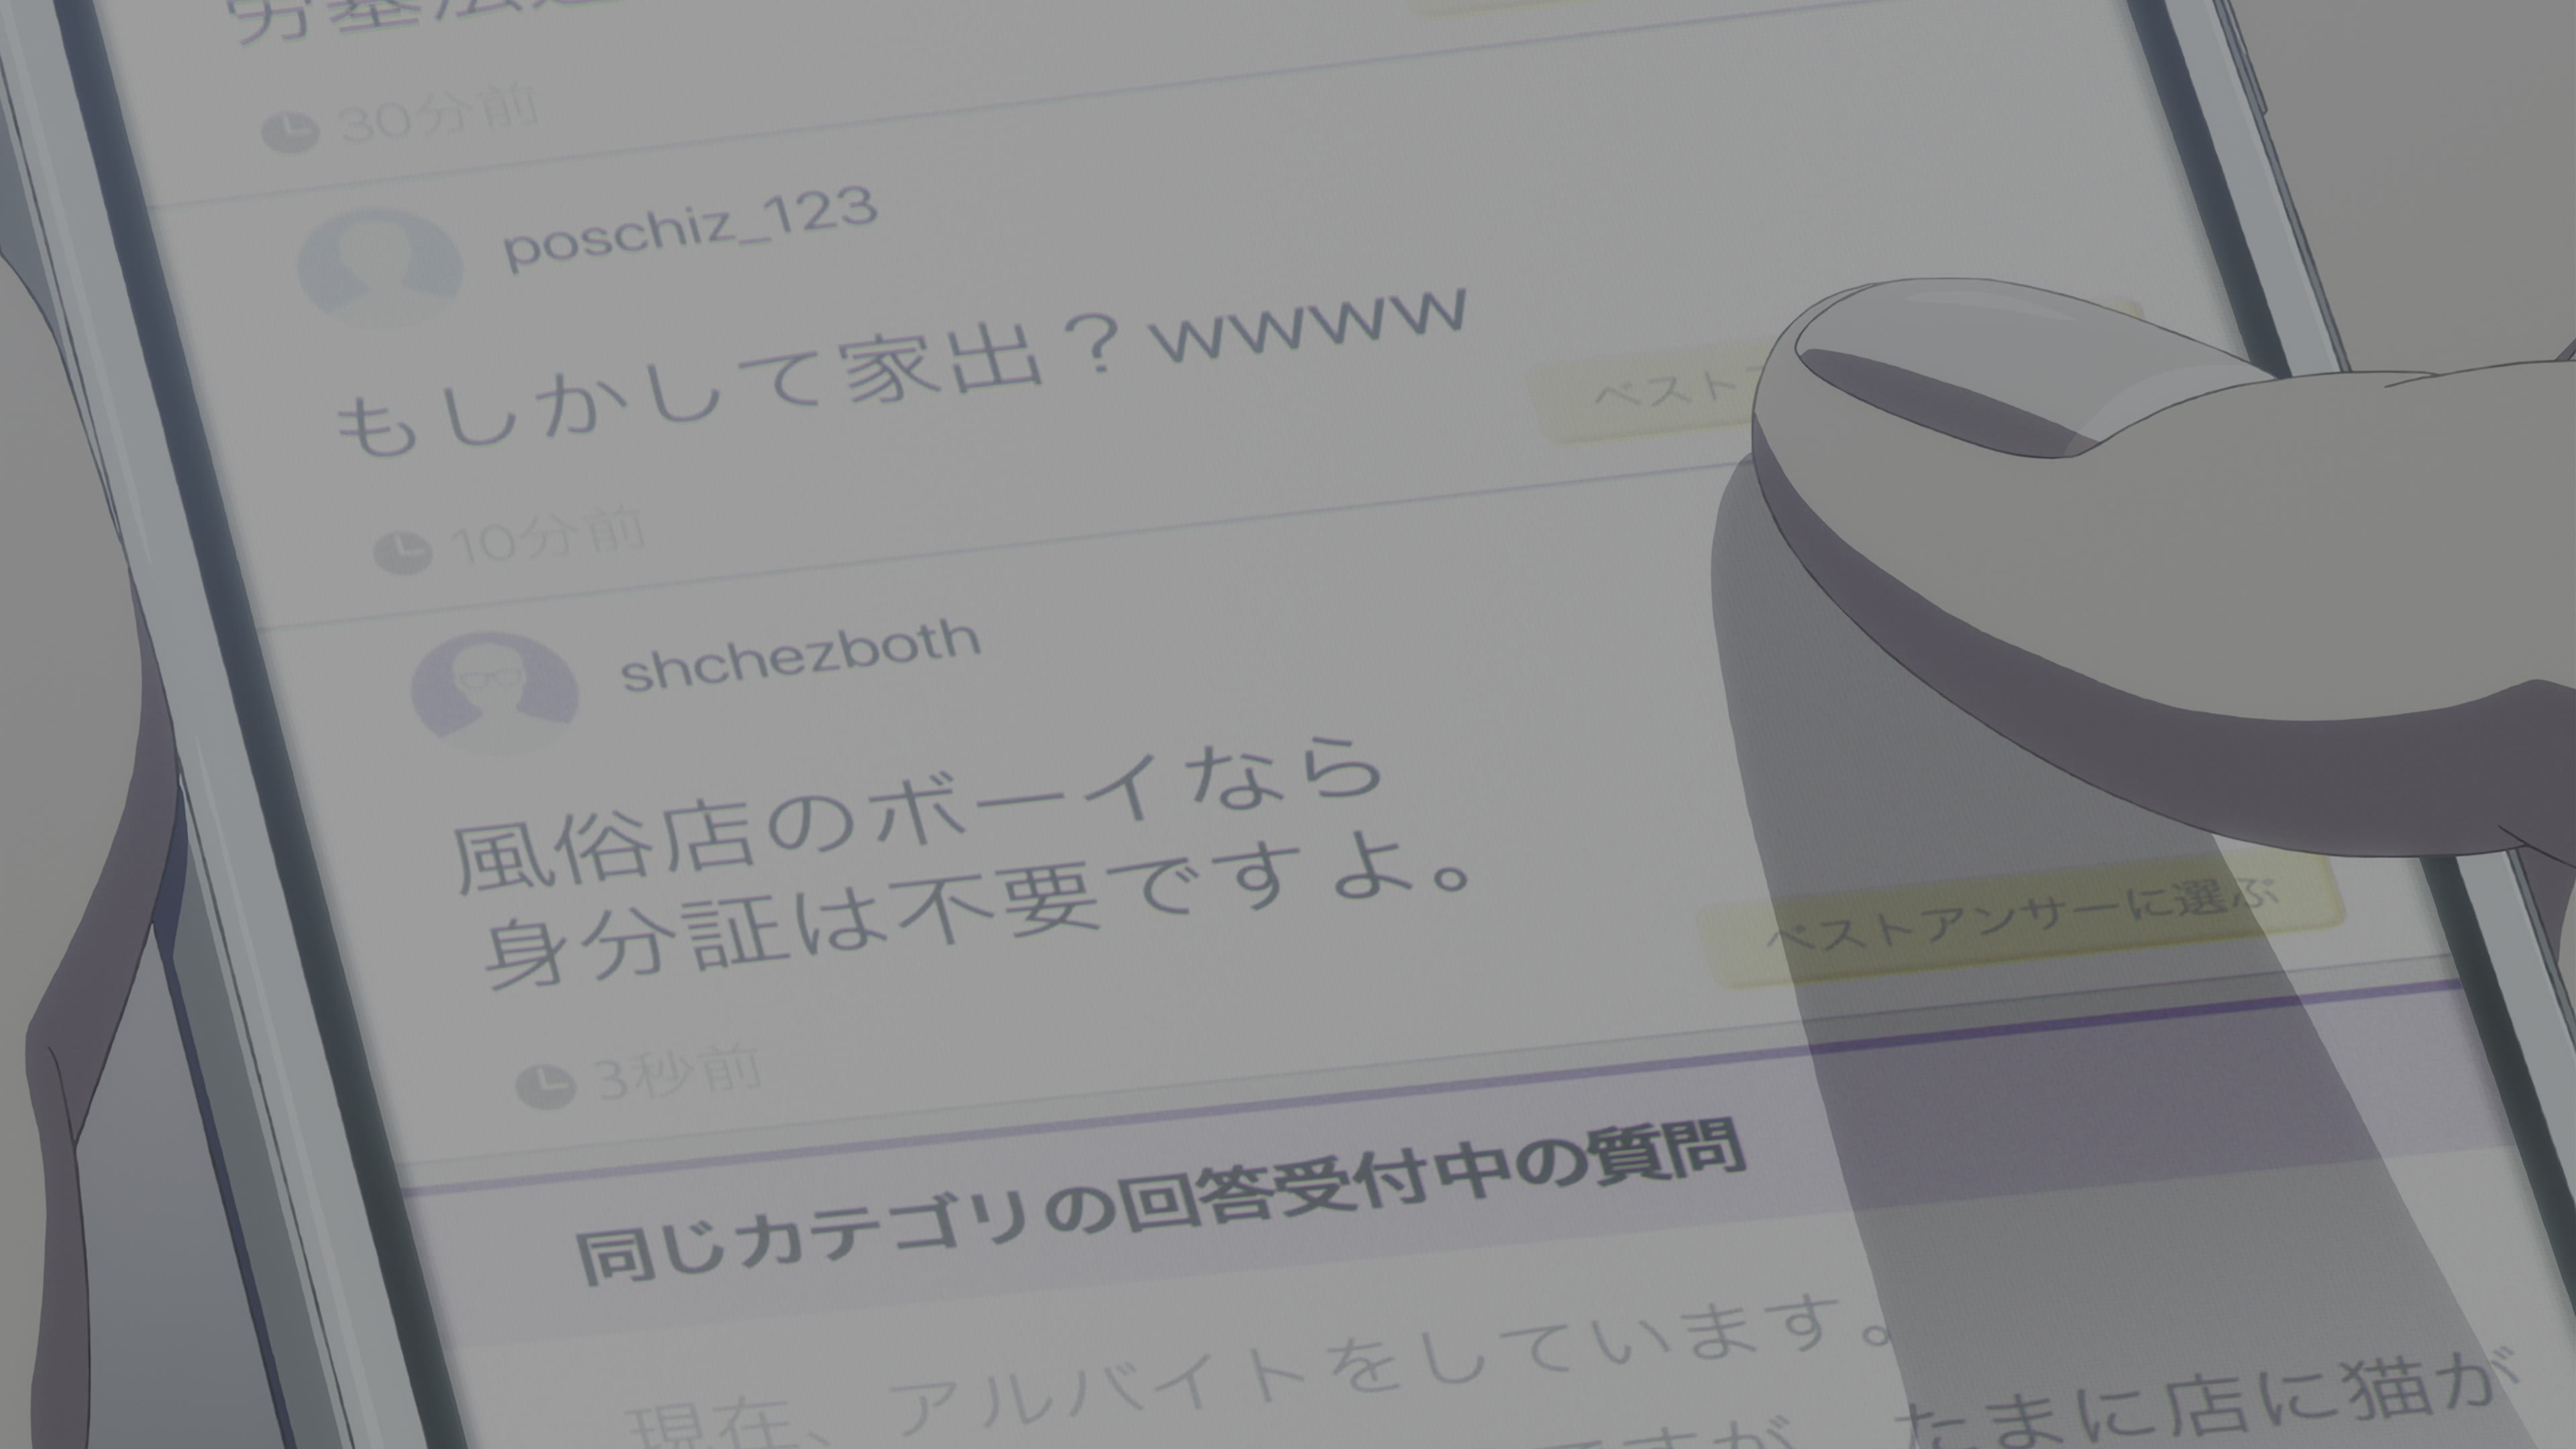 労基法違
30分前
poschiz_123
もしかして家出？wwww
ベスト
10分前
shchezboth
風俗店のボーイなら
身分証は不要ですよ。
ベストアンサーに選ぶ
3秒前
同じカテゴリの回答受付中の質問
現在、アルバイトをしています。
ですが、たまに店に猫が